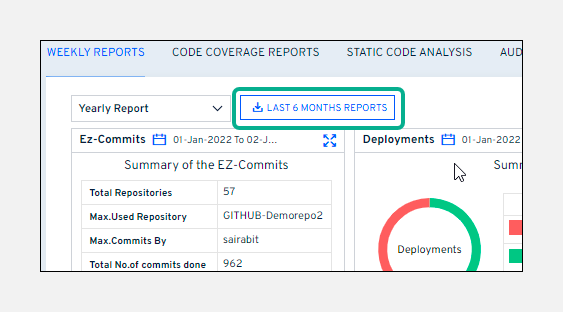 WEEKLY REPORTS CODE COVERAGE REPORTS STATIC CODE ANALYSIS AUD
Yearly Report LAST 6 MONTHS REPORTS
Ez-Commits 01-Jan-2022 To 02-J... Deployments 01-Jan-2022
Summary of the EZ-Commits Summ
Total Repositories 57
Max.Used Repository GITHUB-Demorepo2
Max.Commits By sairabit
Deployments
Total No.of commits done 962